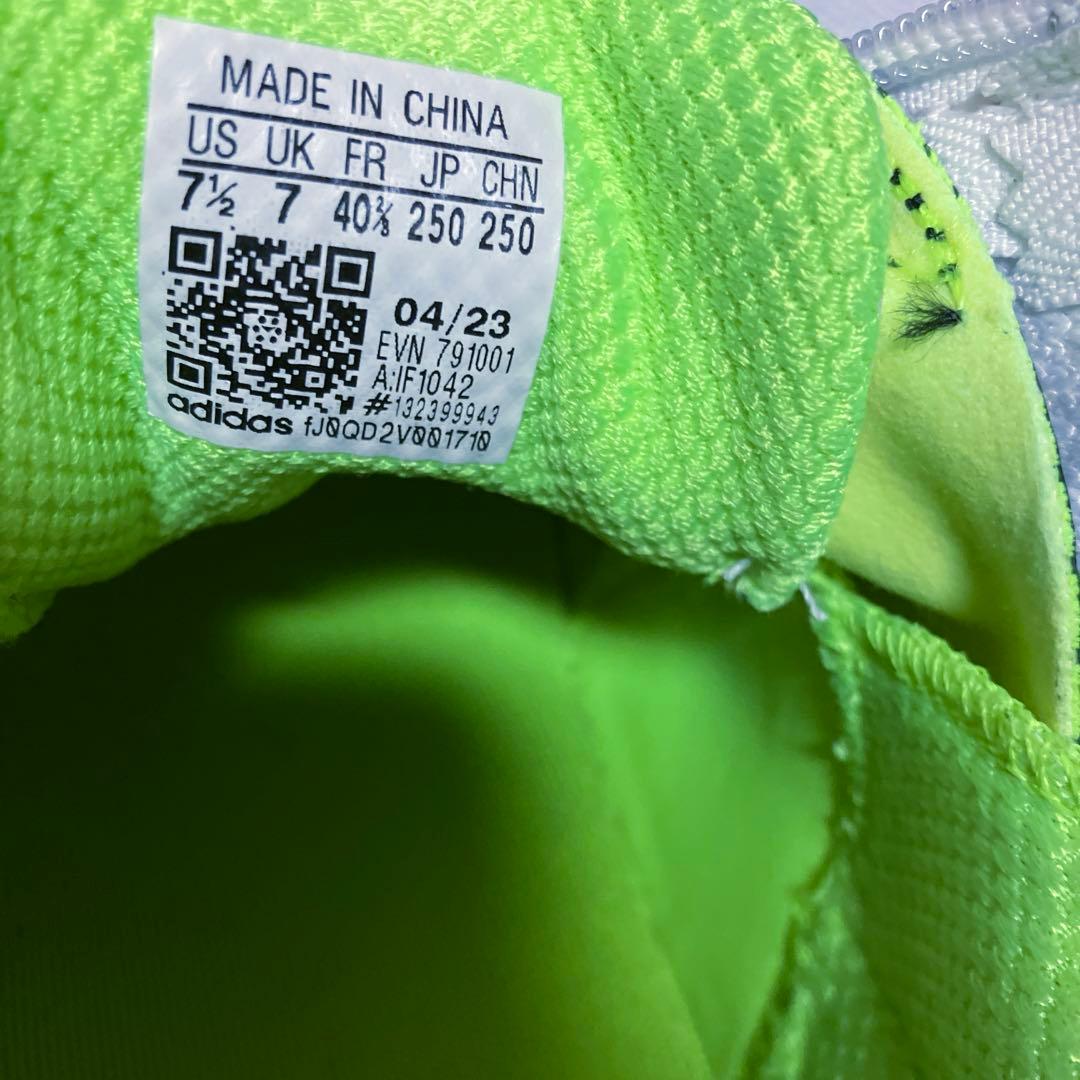 MADE IN CHINA
US UK FR JP CHN
7½ 7 40⅔ 250 250
04/23
EVN 791001
A:IF1042
#132399943
adidas fJ0QD2V001710